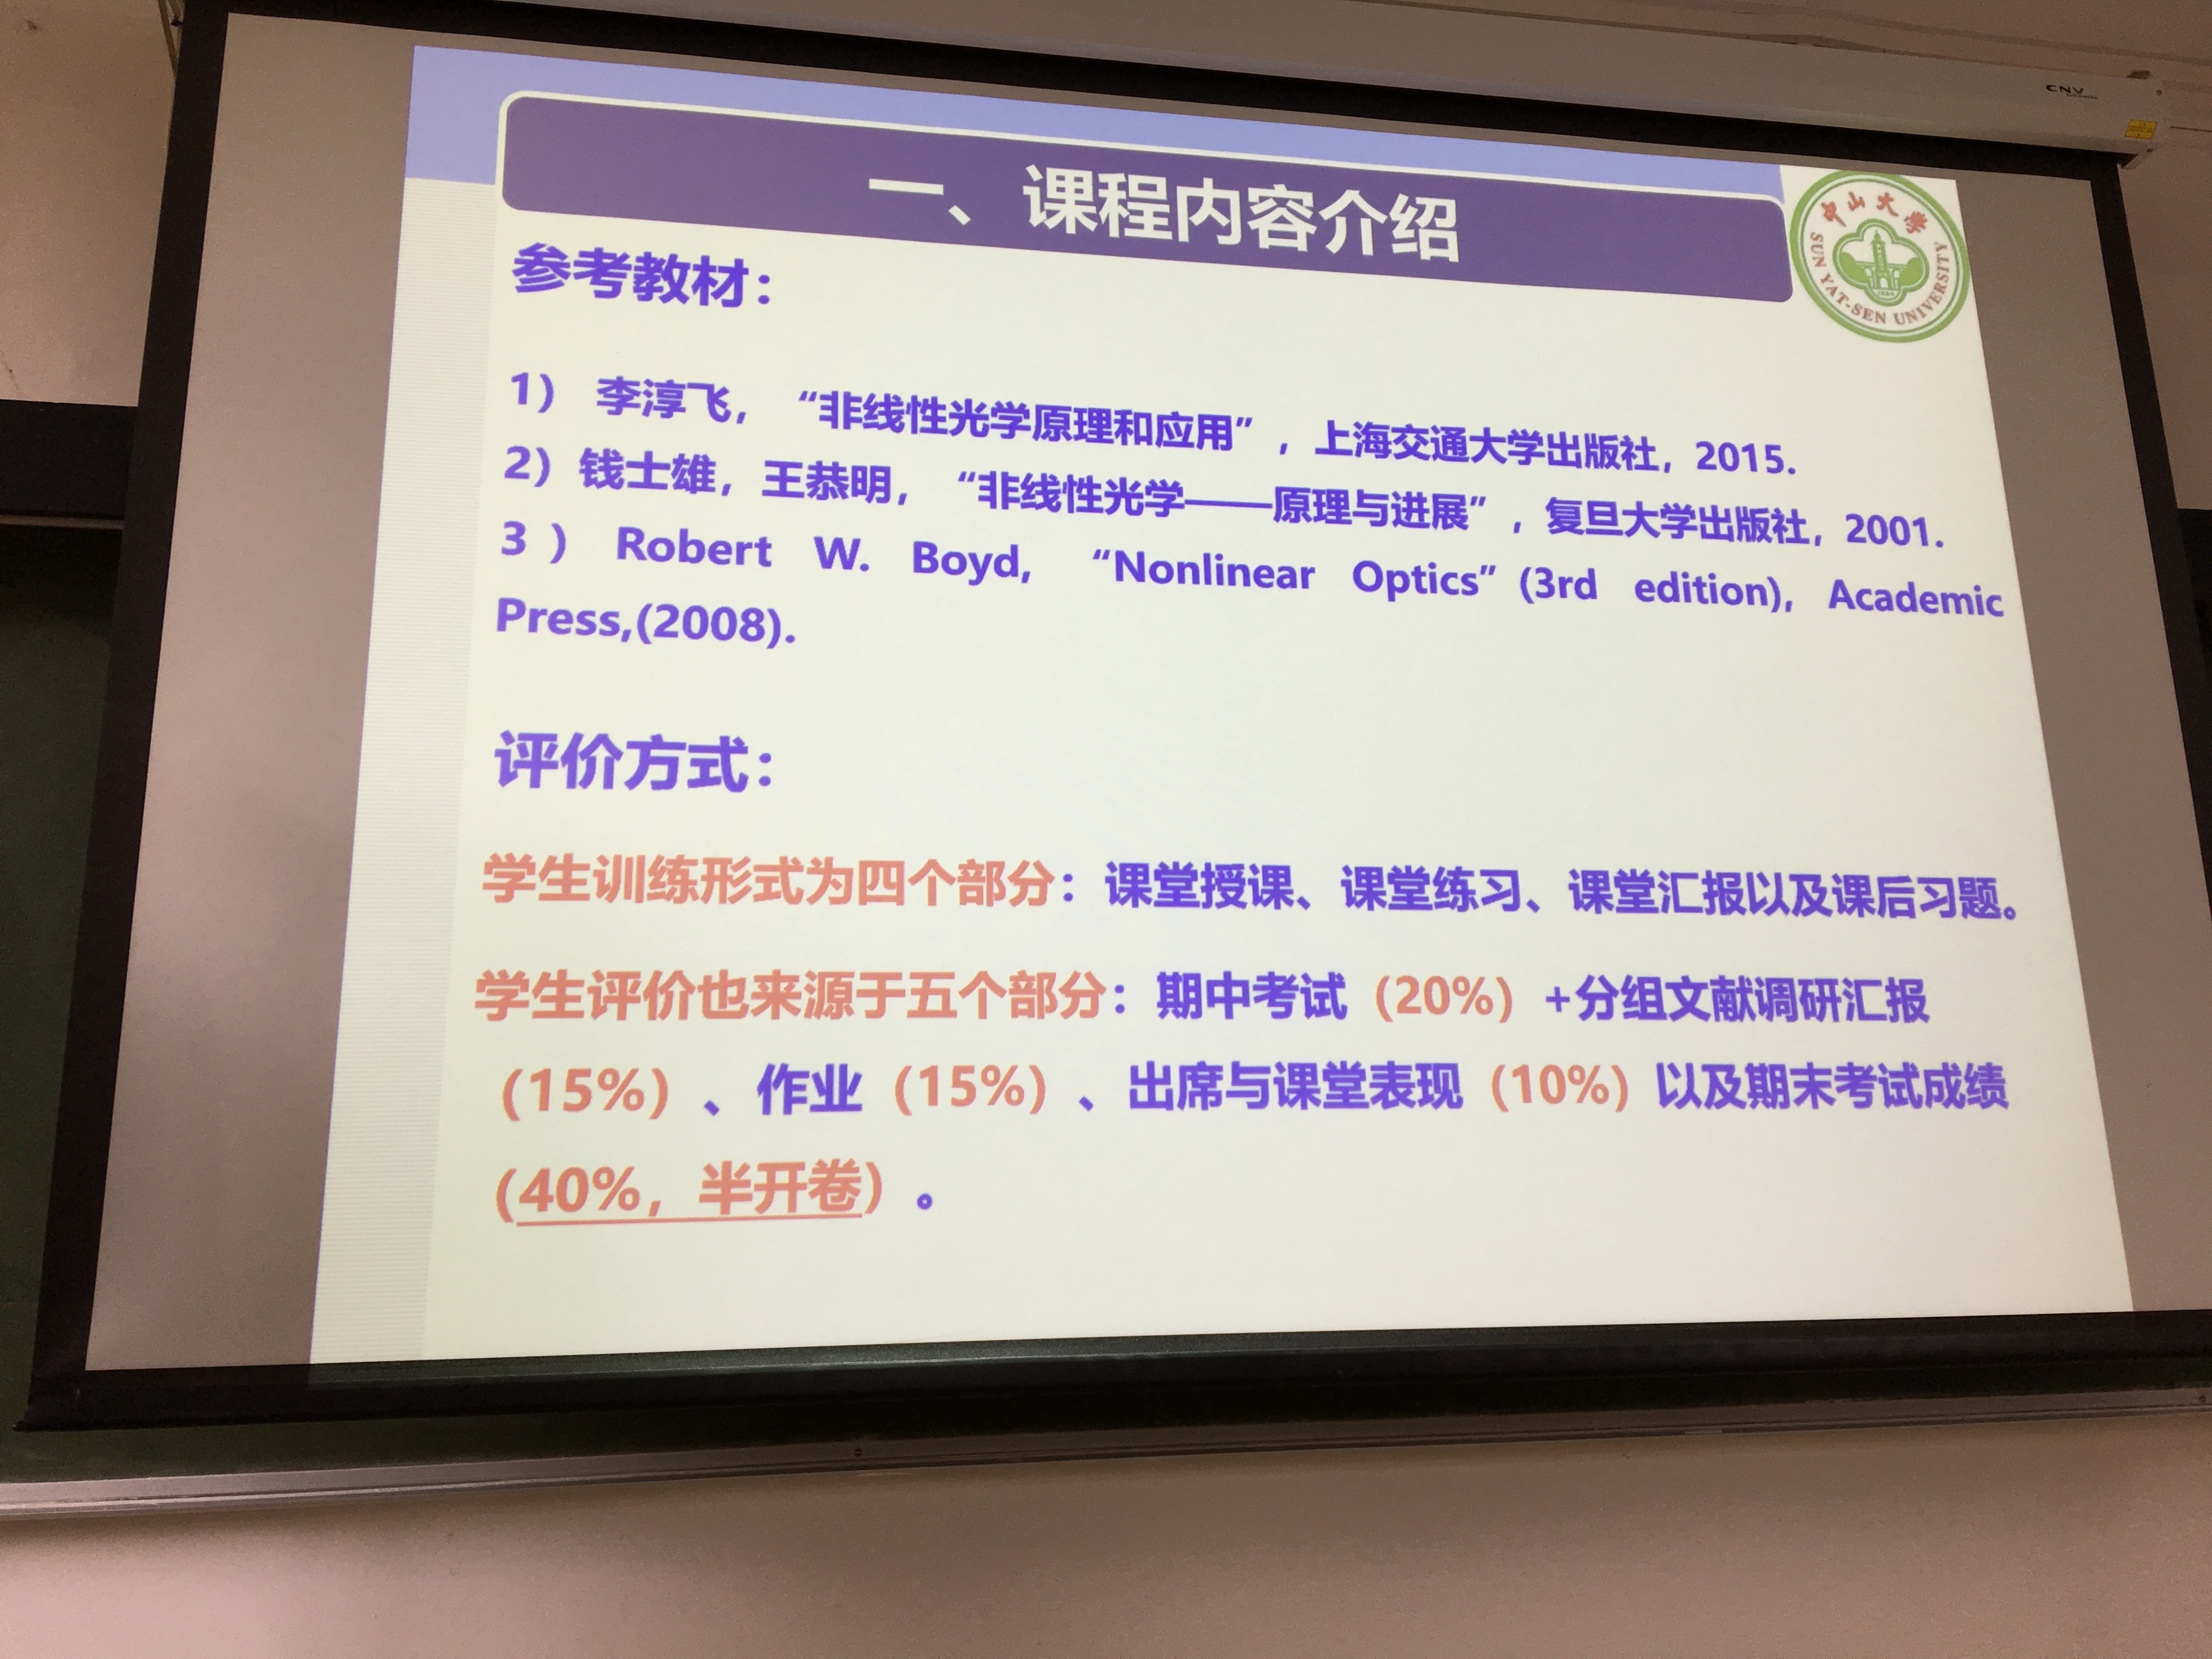 CNV
一、课程内容介绍
中山大学
SUN YAT-SEN UNIVERSITY
参考教材：
1） 李淳飞，“非线性光学原理和应用”，上海交通大学出版社，2015.
2）钱士雄，王恭明，“非线性光学——原理与进展”，复旦大学出版社，2001.
3） Robert W. Boyd, “Nonlinear Optics” (3rd edition), Academic
Press,(2008).
评价方式：
学生训练形式为四个部分：课堂授课、课堂练习、课堂汇报以及课后习题。
学生评价也来源于五个部分：期中考试（20%）+分组文献调研汇报
（15%）、作业（15%）、出席与课堂表现（10%）以及期末考试成绩
（40%，半开卷）。